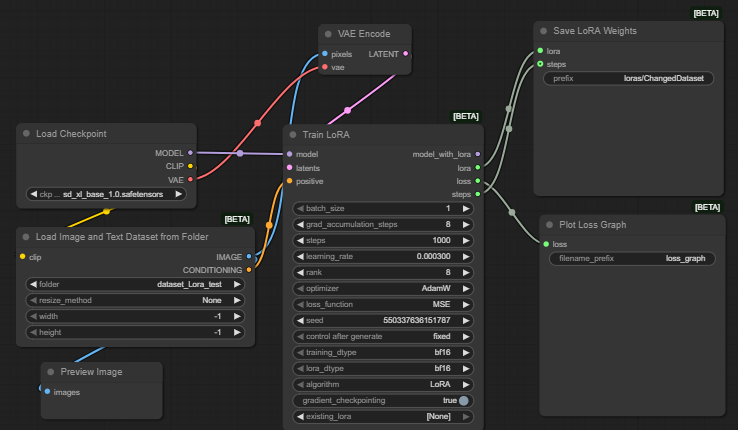 [BETA]
VAE Encode
pixels LATENT
vae
Save LoRA Weights
lora
steps
prefix loras/ChangedDataset
Load Checkpoint
MODEL
CLIP
VAE
ckp ... sd_xl_base_1.0.safetensors
[BETA]
Train LoRA
model model_with_lora
latents lora
positive loss
steps
batch_size 1
grad_accumulation_steps 8
steps 1000
learning_rate 0.000300
rank 8
optimizer AdamW
loss_function MSE
seed 550337636151787
control after generate fixed
training_dtype bf16
lora_dtype bf16
algorithm LoRA
gradient_checkpointing true
existing_lora [None]
[BETA]
Load Image and Text Dataset from Folder
clip IMAGE
CONDITIONING
folder dataset_Lora_test
resize_method None
width -1
height -1
[BETA]
Plot Loss Graph
loss
filename_prefix loss_graph
Preview Image
images